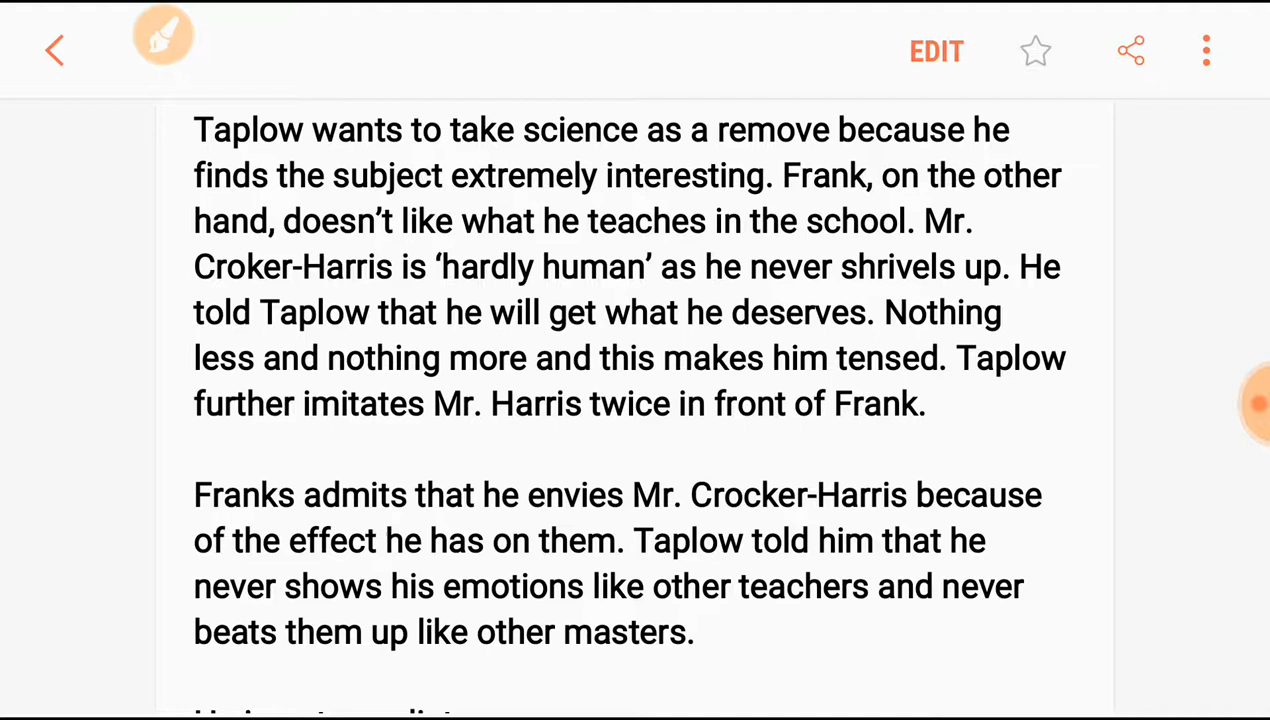 EDIT
Taplow wants to take science as a remove because he
finds the subject extremely interesting. Frank, on the other
hand, doesn’t like what he teaches in the school. Mr.
Croker-Harris is ‘hardly human’ as he never shrivels up. He
told Taplow that he will get what he deserves. Nothing
less and nothing more and this makes him tensed. Taplow
further imitates Mr. Harris twice in front of Frank.
Franks admits that he envies Mr. Crocker-Harris because
of the effect he has on them. Taplow told him that he
never shows his emotions like other teachers and never
beats them up like other masters.